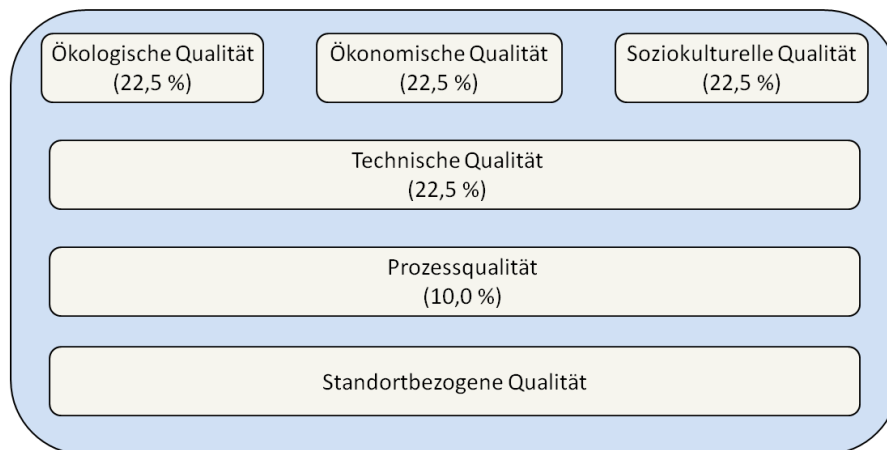 Ökologische Qualität
(22,5 %)
Ökonomische Qualität
(22,5 %)
Soziokulturelle Qualität
(22,5 %)
Technische Qualität
(22,5 %)
Prozessqualität
(10,0 %)
Standortbezogene Qualität